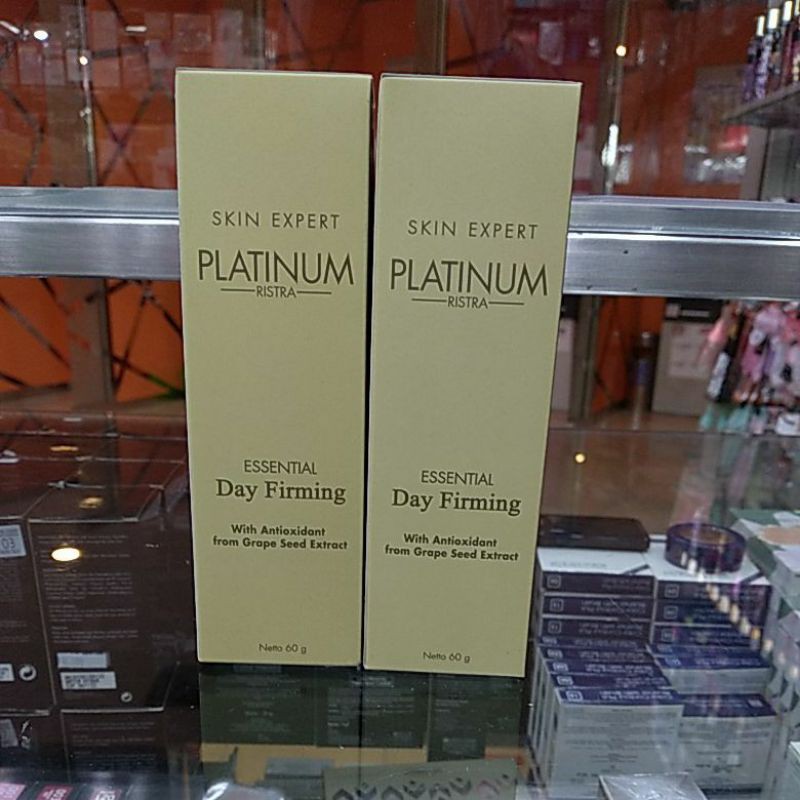 SKIN EXPERT
PLATINUM
RISTRA
ESSENTIAL
Day Firming
With Antioxidant
from Grape Seed Extract
Netto 60 g
SKIN EXPERT
PLATINUM
RISTRA
ESSENTIAL
Day Firming
With Antioxidant
from Grape Seed Extract
Netto 60 g